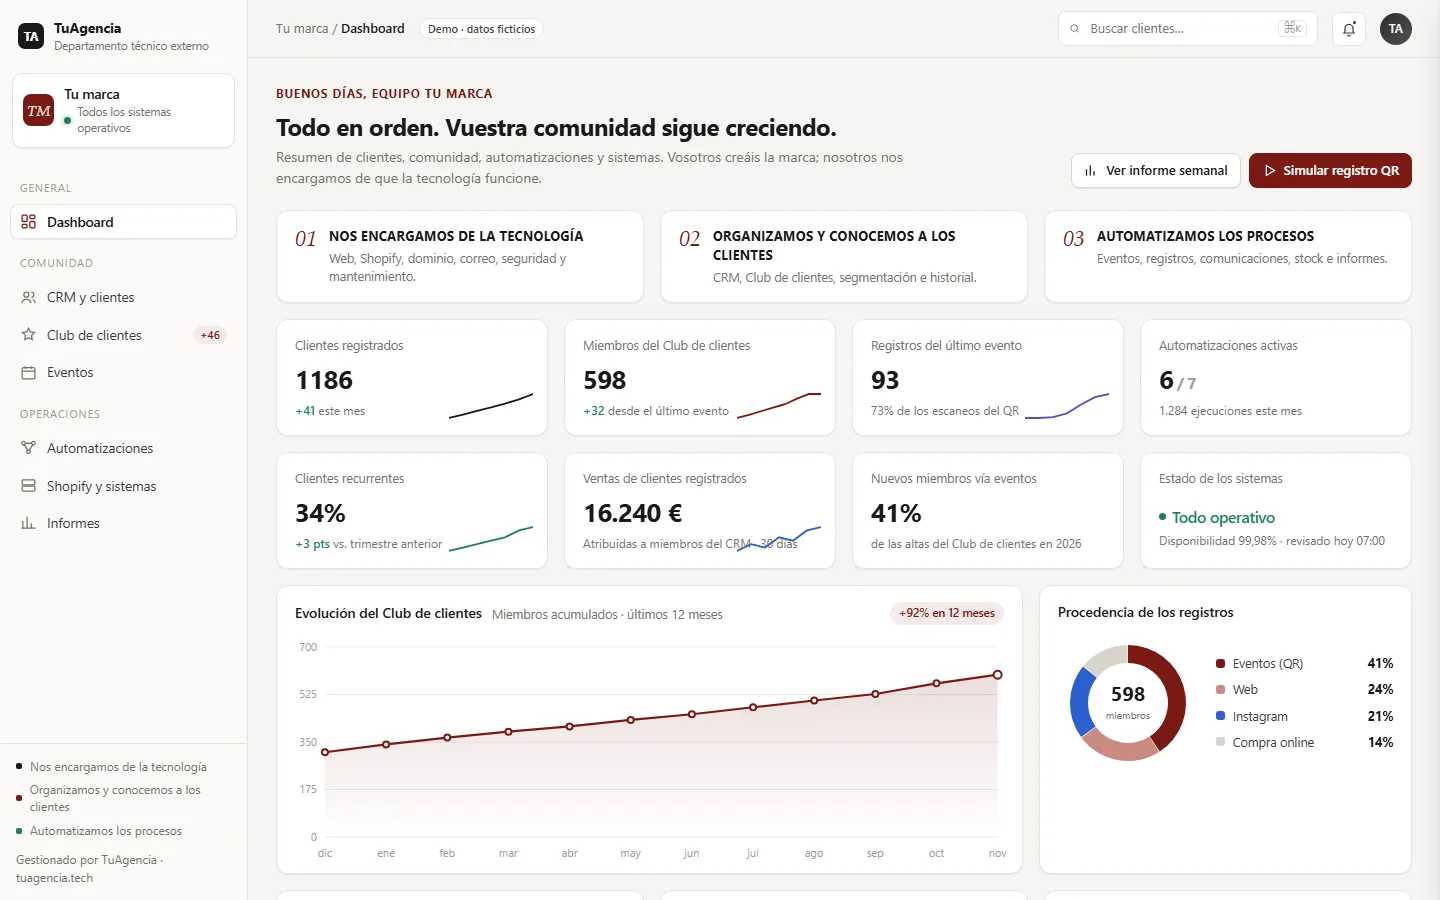 TA
TuAgencia
Departamento técnico externo
TM
Tu marca
Todos los sistemas
operativos
GENERAL
Dashboard
COMUNIDAD
CRM y clientes
Club de clientes +46
Eventos
OPERACIONES
Automatizaciones
Shopify y sistemas
Informes
Nos encargamos de la tecnología
Organizamos y conocemos a los
clientes
Automatizamos los procesos
Gestionado por TuAgencia ·
tuagencia.tech
Tu marca / Dashboard Demo · datos ficticios
Buscar clientes... ⌘K
TA
BUENOS DÍAS, EQUIPO TU MARCA
Todo en orden. Vuestra comunidad sigue creciendo.
Resumen de clientes, comunidad, automatizaciones y sistemas. Vosotros creáis la marca; nosotros nos
encargamos de que la tecnología funcione.
Ver informe semanal
Simular registro QR
01 NOS ENCARGAMOS DE LA TECNOLOGÍA
Web, Shopify, dominio, correo, seguridad y
mantenimiento.
02 ORGANIZAMOS Y CONOCEMOS A LOS
CLIENTES
CRM, Club de clientes, segmentación e historial.
03 AUTOMATIZAMOS LOS PROCESOS
Eventos, registros, comunicaciones, stock e informes.
Clientes registrados
1186
+41 este mes
Miembros del Club de clientes
598
+32 desde el último evento
Registros del último evento
93
73% de los escaneos del QR
Automatizaciones activas
6 / 7
1.284 ejecuciones este mes
Clientes recurrentes
34%
+3 pts vs. trimestre anterior
Ventas de clientes registrados
16.240 €
Atribuidas a miembros del CRM · 30 días
Nuevos miembros vía eventos
41%
de las altas del Club de clientes en 2026
Estado de los sistemas
Todo operativo
Disponibilidad 99,98% · revisado hoy 07:00
Evolución del Club de clientes Miembros acumulados · últimos 12 meses +92% en 12 meses
700
525
350
175
0
dic ene feb mar abr may jun jul ago sep oct nov
Procedencia de los registros
598
miembros
Eventos (QR) 41%
Web 24%
Instagram 21%
Compra online 14%